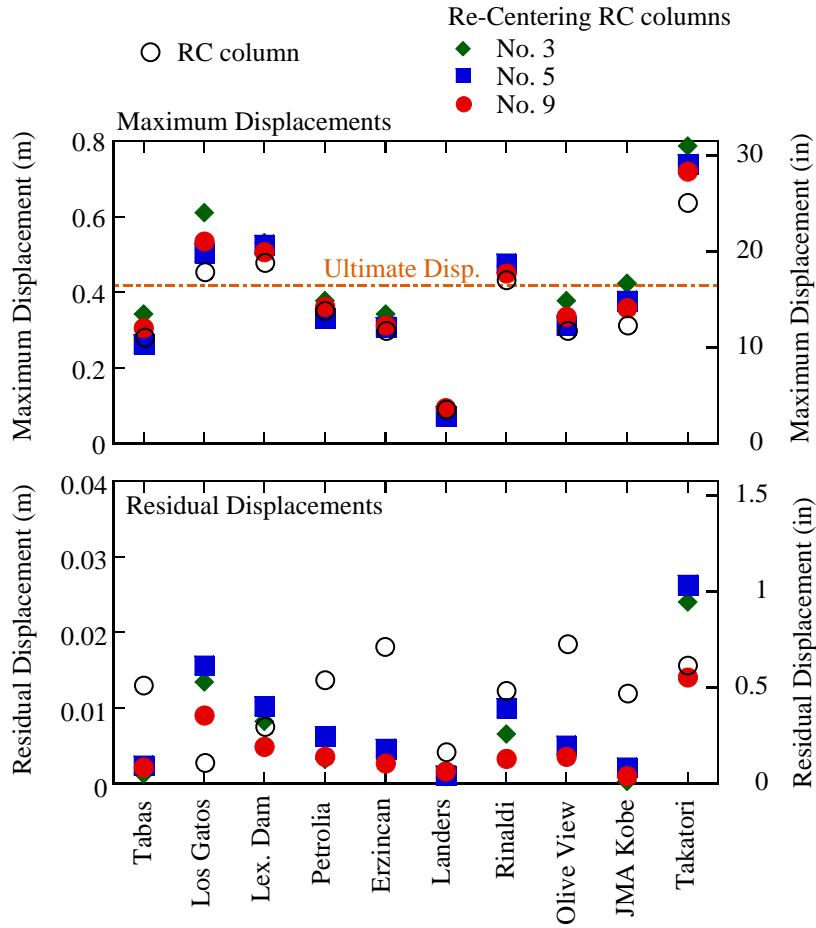 Re-Centering RC columns
RC column
No. 3
No. 5
No. 9
Maximum Displacements
Maximum Displacement (m)
0.8
0.6
0.4
0.2
0
Ultimate Disp.
30
20
10
0
Maximum Displacement (in)
Residual Displacements
Residual Displacement (m)
0.04
0.03
0.02
0.01
0
1.5
1
0.5
0
Residual Displacement (in)
Tabas
Los Gatos
Lex. Dam
Petrolia
Erzincan
Landers
Rinaldi
Olive View
JMA Kobe
Takatori